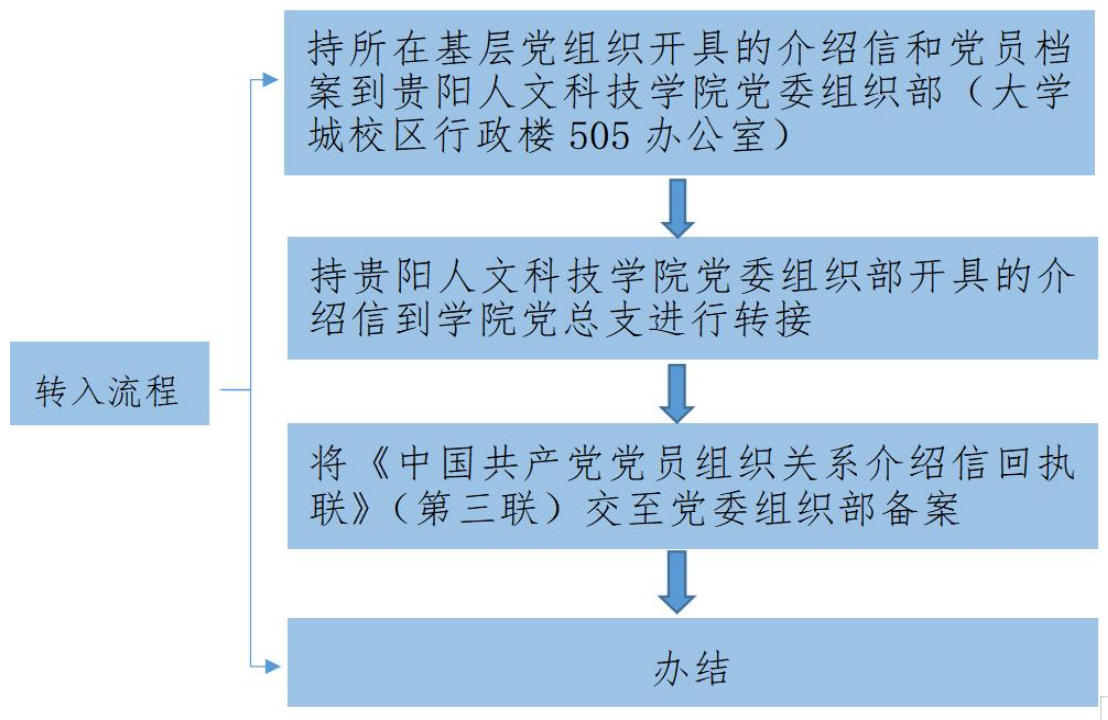 持所在基层党组织开具的介绍信和党员档
案到贵阳人文科技学院党委组织部（大学
城校区行政楼 505 办公室）
持贵阳人文科技学院党委组织部开具的介
绍信到学院党总支进行转接
转入流程
将《中国共产党党员组织关系介绍信回执
联》（第三联）交至党委组织部备案
办结